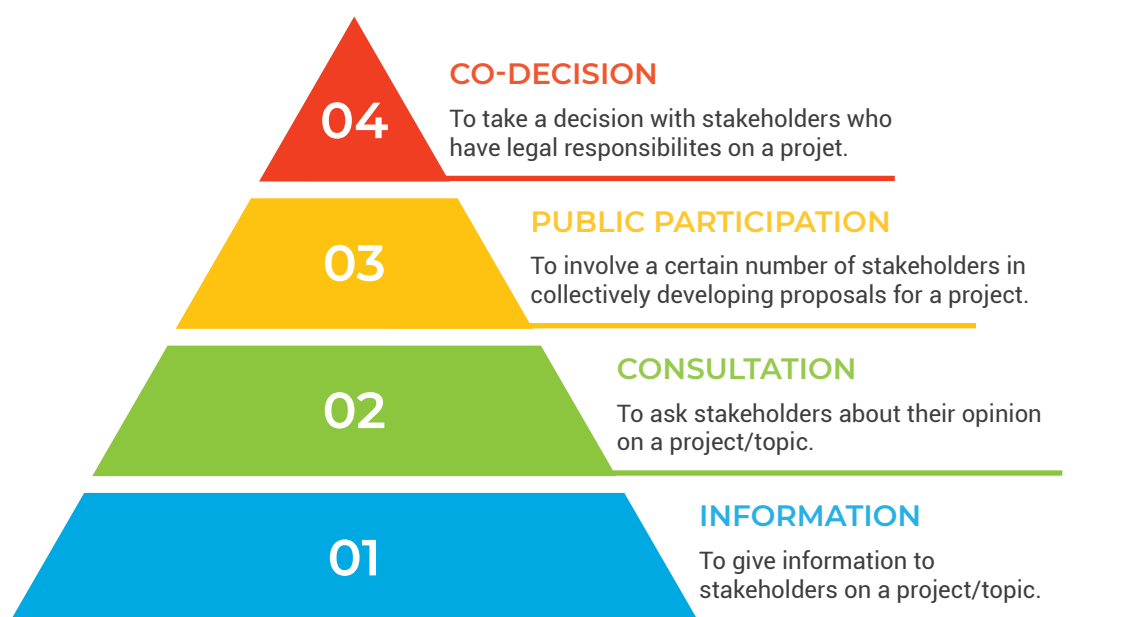 04
CO-DECISION
To take a decision with stakeholders who
have legal responsibilites on a projet.
03
PUBLIC PARTICIPATION
To involve a certain number of stakeholders in
collectively developing proposals for a project.
02
CONSULTATION
To ask stakeholders about their opinion
on a project/topic.
01
INFORMATION
To give information to
stakeholders on a project/topic.